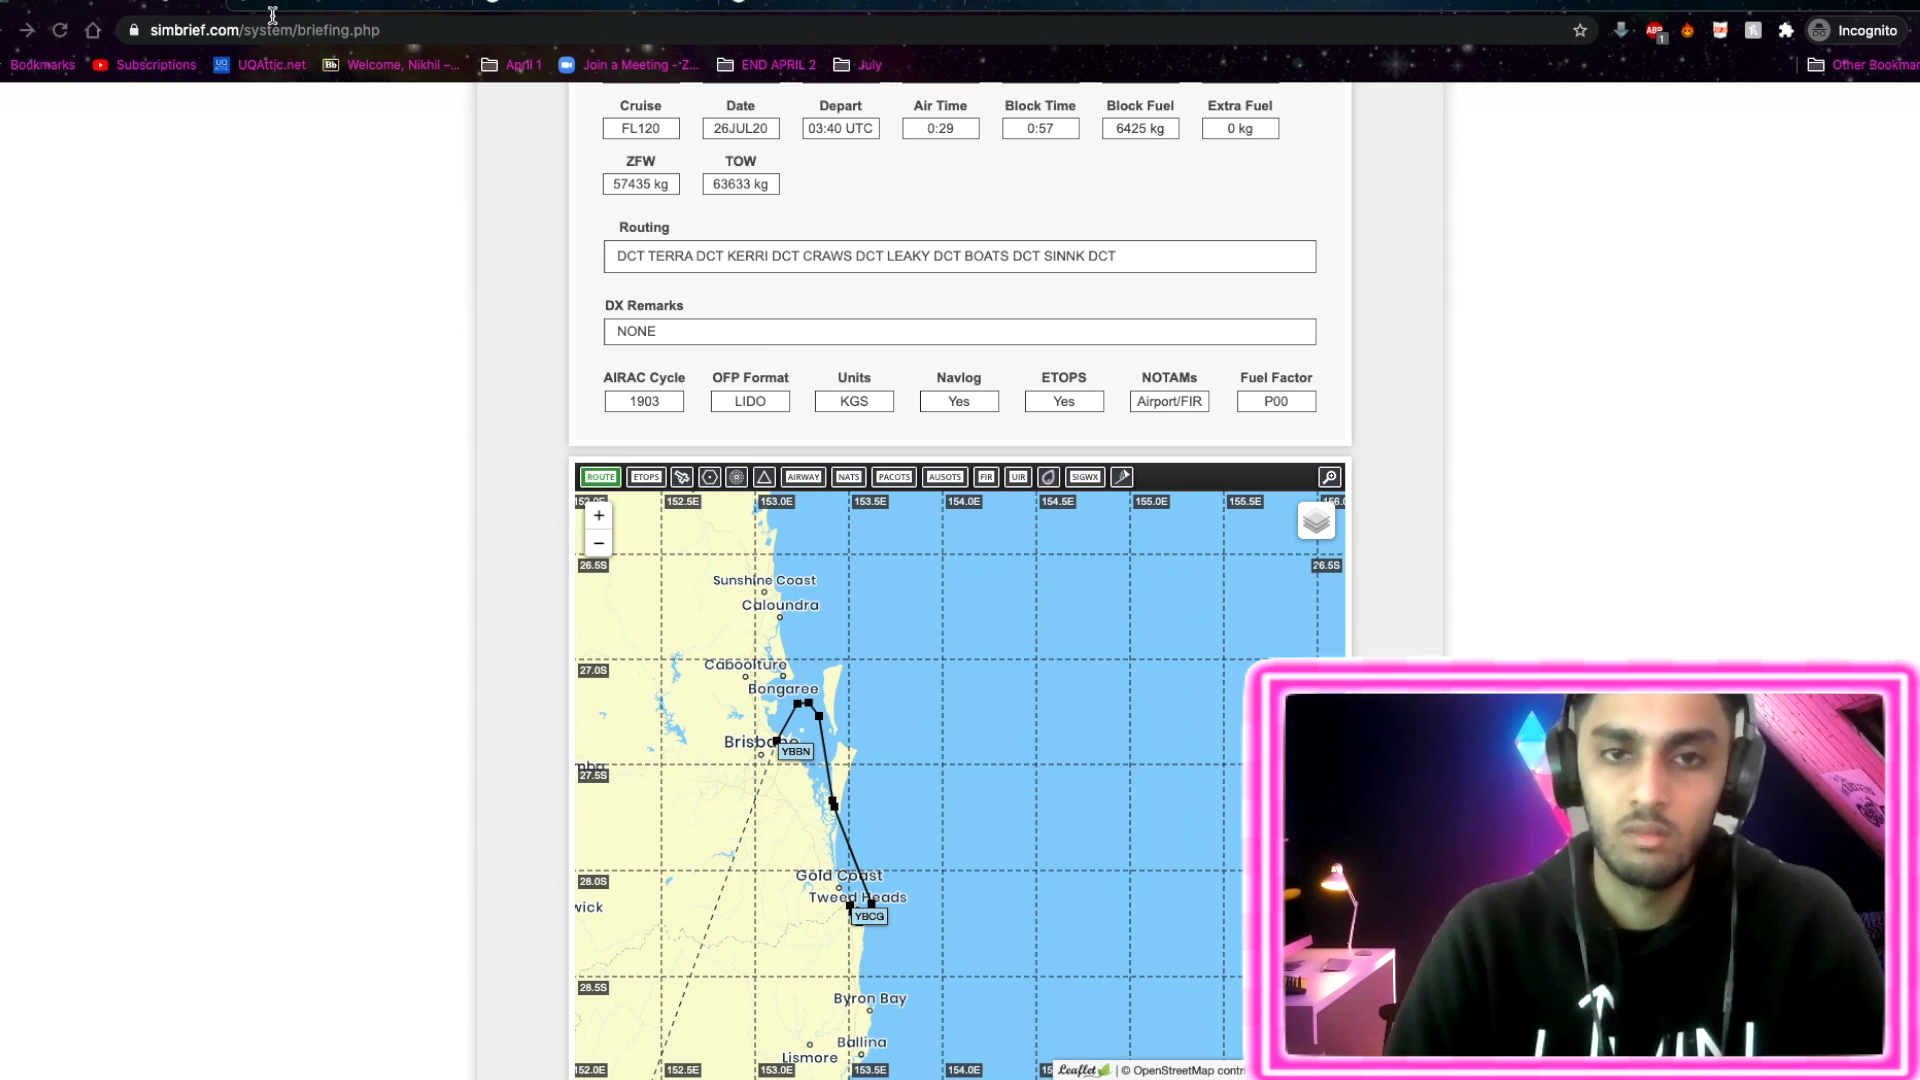 simbrief.com/system/briefing.php
Incognito
Bookmarks Subscriptions UQAttic.net Bb Welcome, Nikhil –... April 1 Join a Meeting - Z... END APRIL 2 July Other Bookmar
Cruise Date Depart Air Time Block Time Block Fuel Extra Fuel
FL120 26JUL20 03:40 UTC 0:29 0:57 6425 kg 0 kg
ZFW TOW
57435 kg 63633 kg
Routing
DCT TERRA DCT KERRI DCT CRAWS DCT LEAKY DCT BOATS DCT SINNK DCT
DX Remarks
NONE
AIRAC Cycle OFP Format Units Navlog ETOPS NOTAMs Fuel Factor
1903 LIDO KGS Yes Yes Airport/FIR P00
ROUTE ETOPS AIRWAY NATS PACOTS AUSOTS FIR UIR SIGWX
152.5E 153.0E 153.5E 154.0E 154.5E 155.0E 155.5E
+
−
26.5S 26.5S
Sunshine Coast
Caloundra
27.0S
Caboolture
Bongaree
Brisbane
YBBN
27.5S
Gold Coast
28.0S
Tweed Heads
wick
YBCG
28.5S
Byron Bay
Ballina
Lismore
152.0E 152.5E 153.0E 153.5E 154.0E
Leaflet | © OpenStreetMap contri